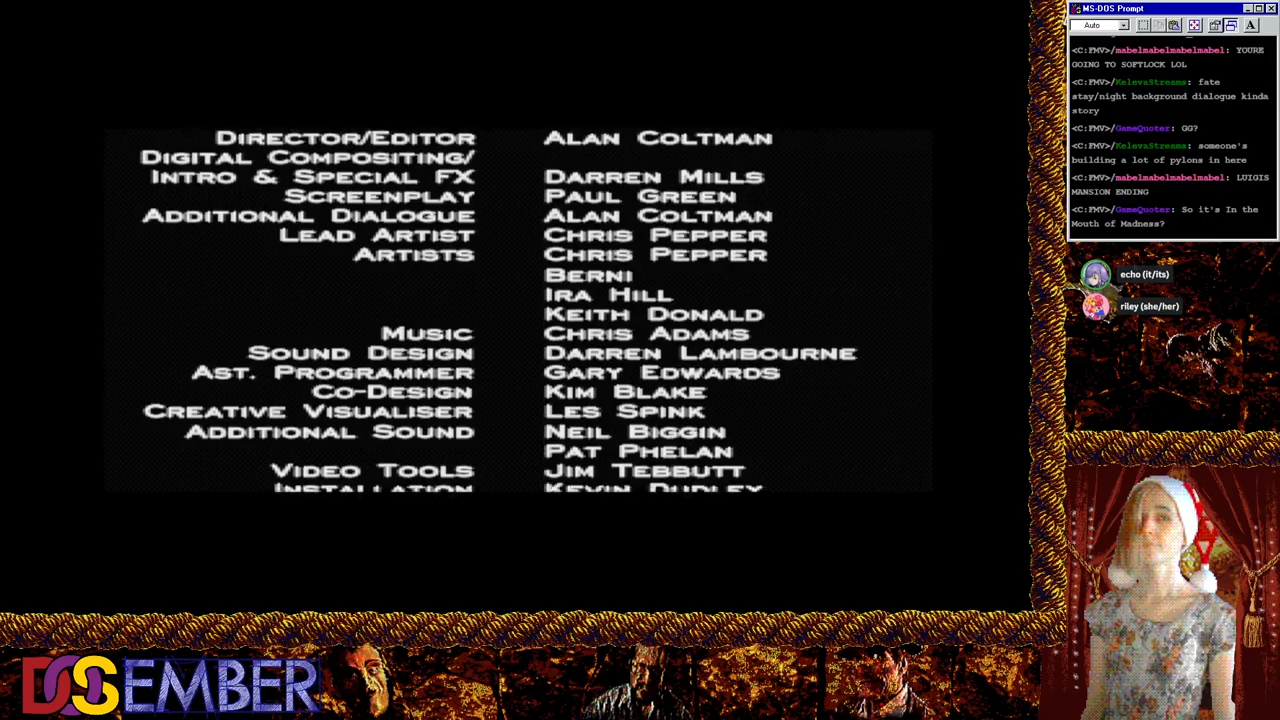 Director/Editor Alan Coltman
Digital Compositing/
Intro & Special FX Darren Mills
Screenplay Paul Green
Additional Dialogue Alan Coltman
Lead Artist Chris Pepper
Artists Chris Pepper
Berni
Ira Hill
Keith Donald
Music Chris Adams
Sound Design Darren Lambourne
Ast. Programmer Gary Edwards
Co-Design Kim Blake
Creative Visualiser Les Spink
Additional Sound Neil Biggin
Pat Phelan
Video Tools Jim Tebbutt
Installation Kevin Dudley
MS-DOS Prompt
Auto
A
<C:FMV>/mabelmabelmabelmabel: YOURE
GOING TO SOFTLOCK LOL
<C:FMV>/KelevaStreams: fate
stay/night background dialogue kinda
story
<C:FMV>/GameQuoter: GG?
<C:FMV>/KelevaStreams: someone's
building a lot of pylons in here
<C:FMV>/mabelmabelmabelmabel: LUIGIS
MANSION ENDING
<C:FMV>/GameQuoter: So it's In the
Mouth of Madness?
echo (it/its)
riley (she/her)
DOSEMBER